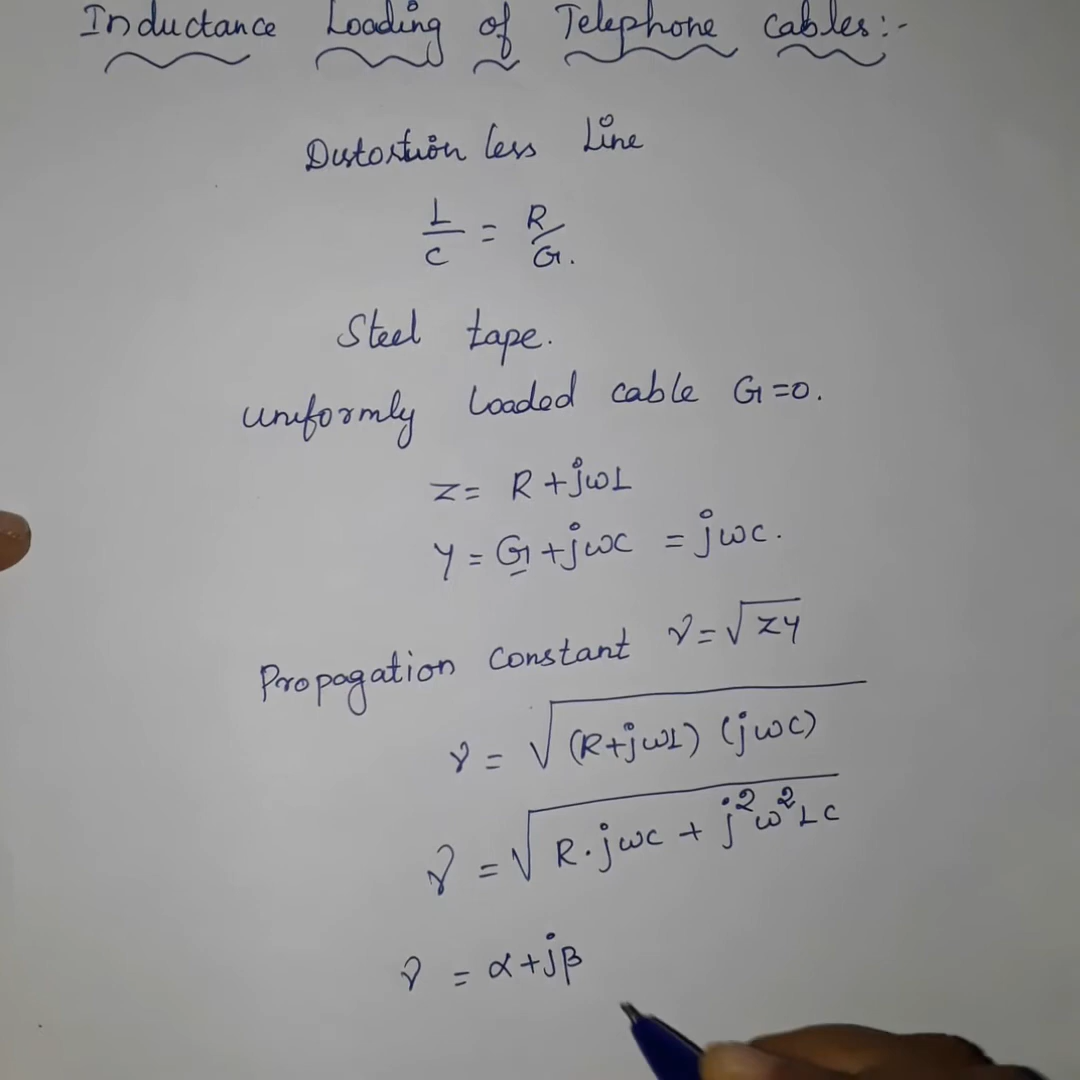 Inductance Loading of Telephone cables:-
Distortion less Line
L/C = R/G.
Steel tape.
Uniformly Loaded cable G=0.
Z= R+jωL
Y=G+jωC =jωC.
Propagation constant γ=√ZY
γ= √(R+jωL) (jωC)
γ =√R.jωC + j²ω²LC
γ = α+jβ